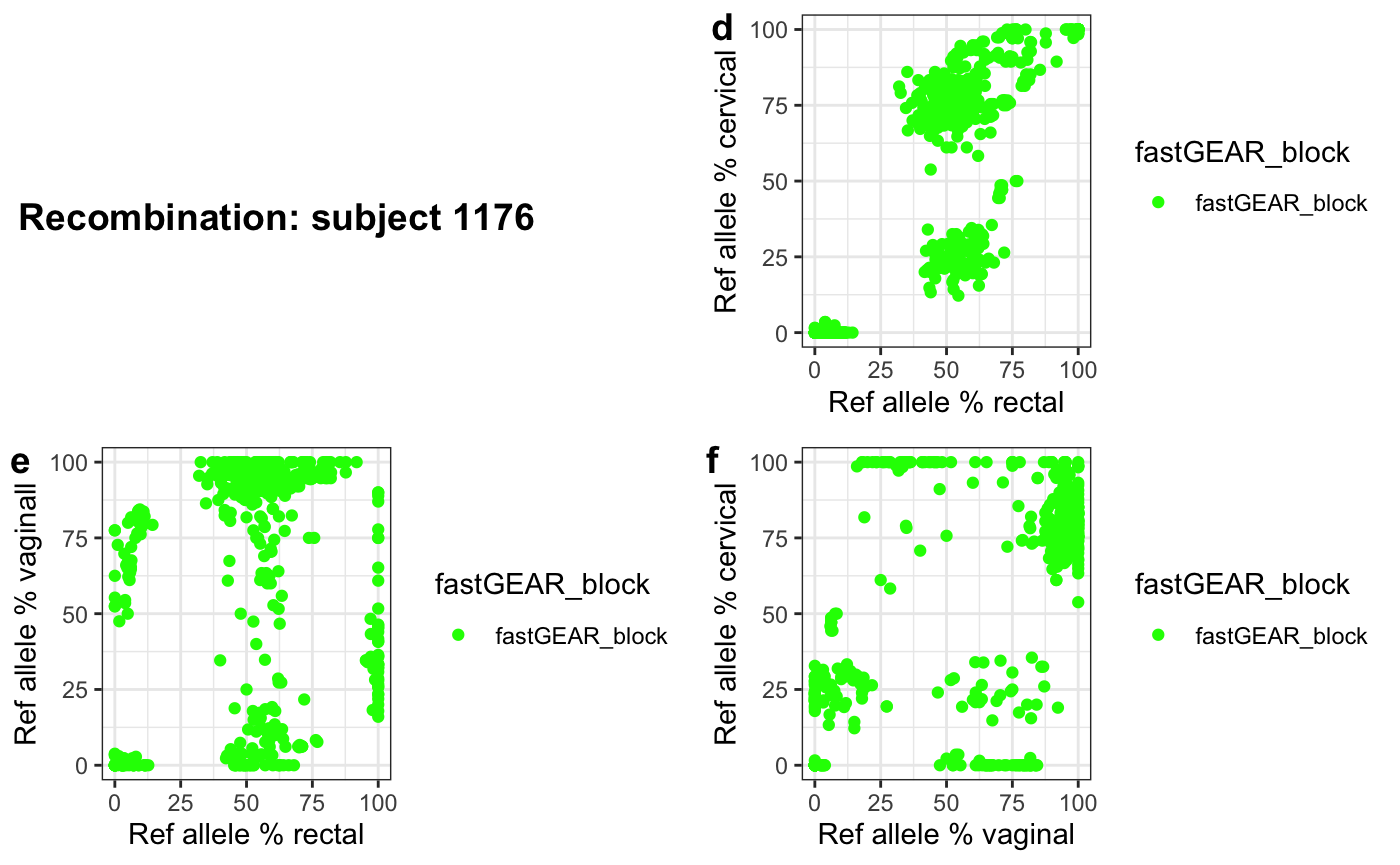 Recombination: subject 1176
d
100
75
50
25
0
Ref allele % cervical
0 25 50 75 100
Ref allele % rectal
fastGEAR_block
fastGEAR_block
e
100
75
50
25
0
Ref allele % vaginall
0 25 50 75 100
Ref allele % rectal
fastGEAR_block
fastGEAR_block
f
100
75
50
25
0
Ref allele % cervical
0 25 50 75 100
Ref allele % vaginal
fastGEAR_block
fastGEAR_block